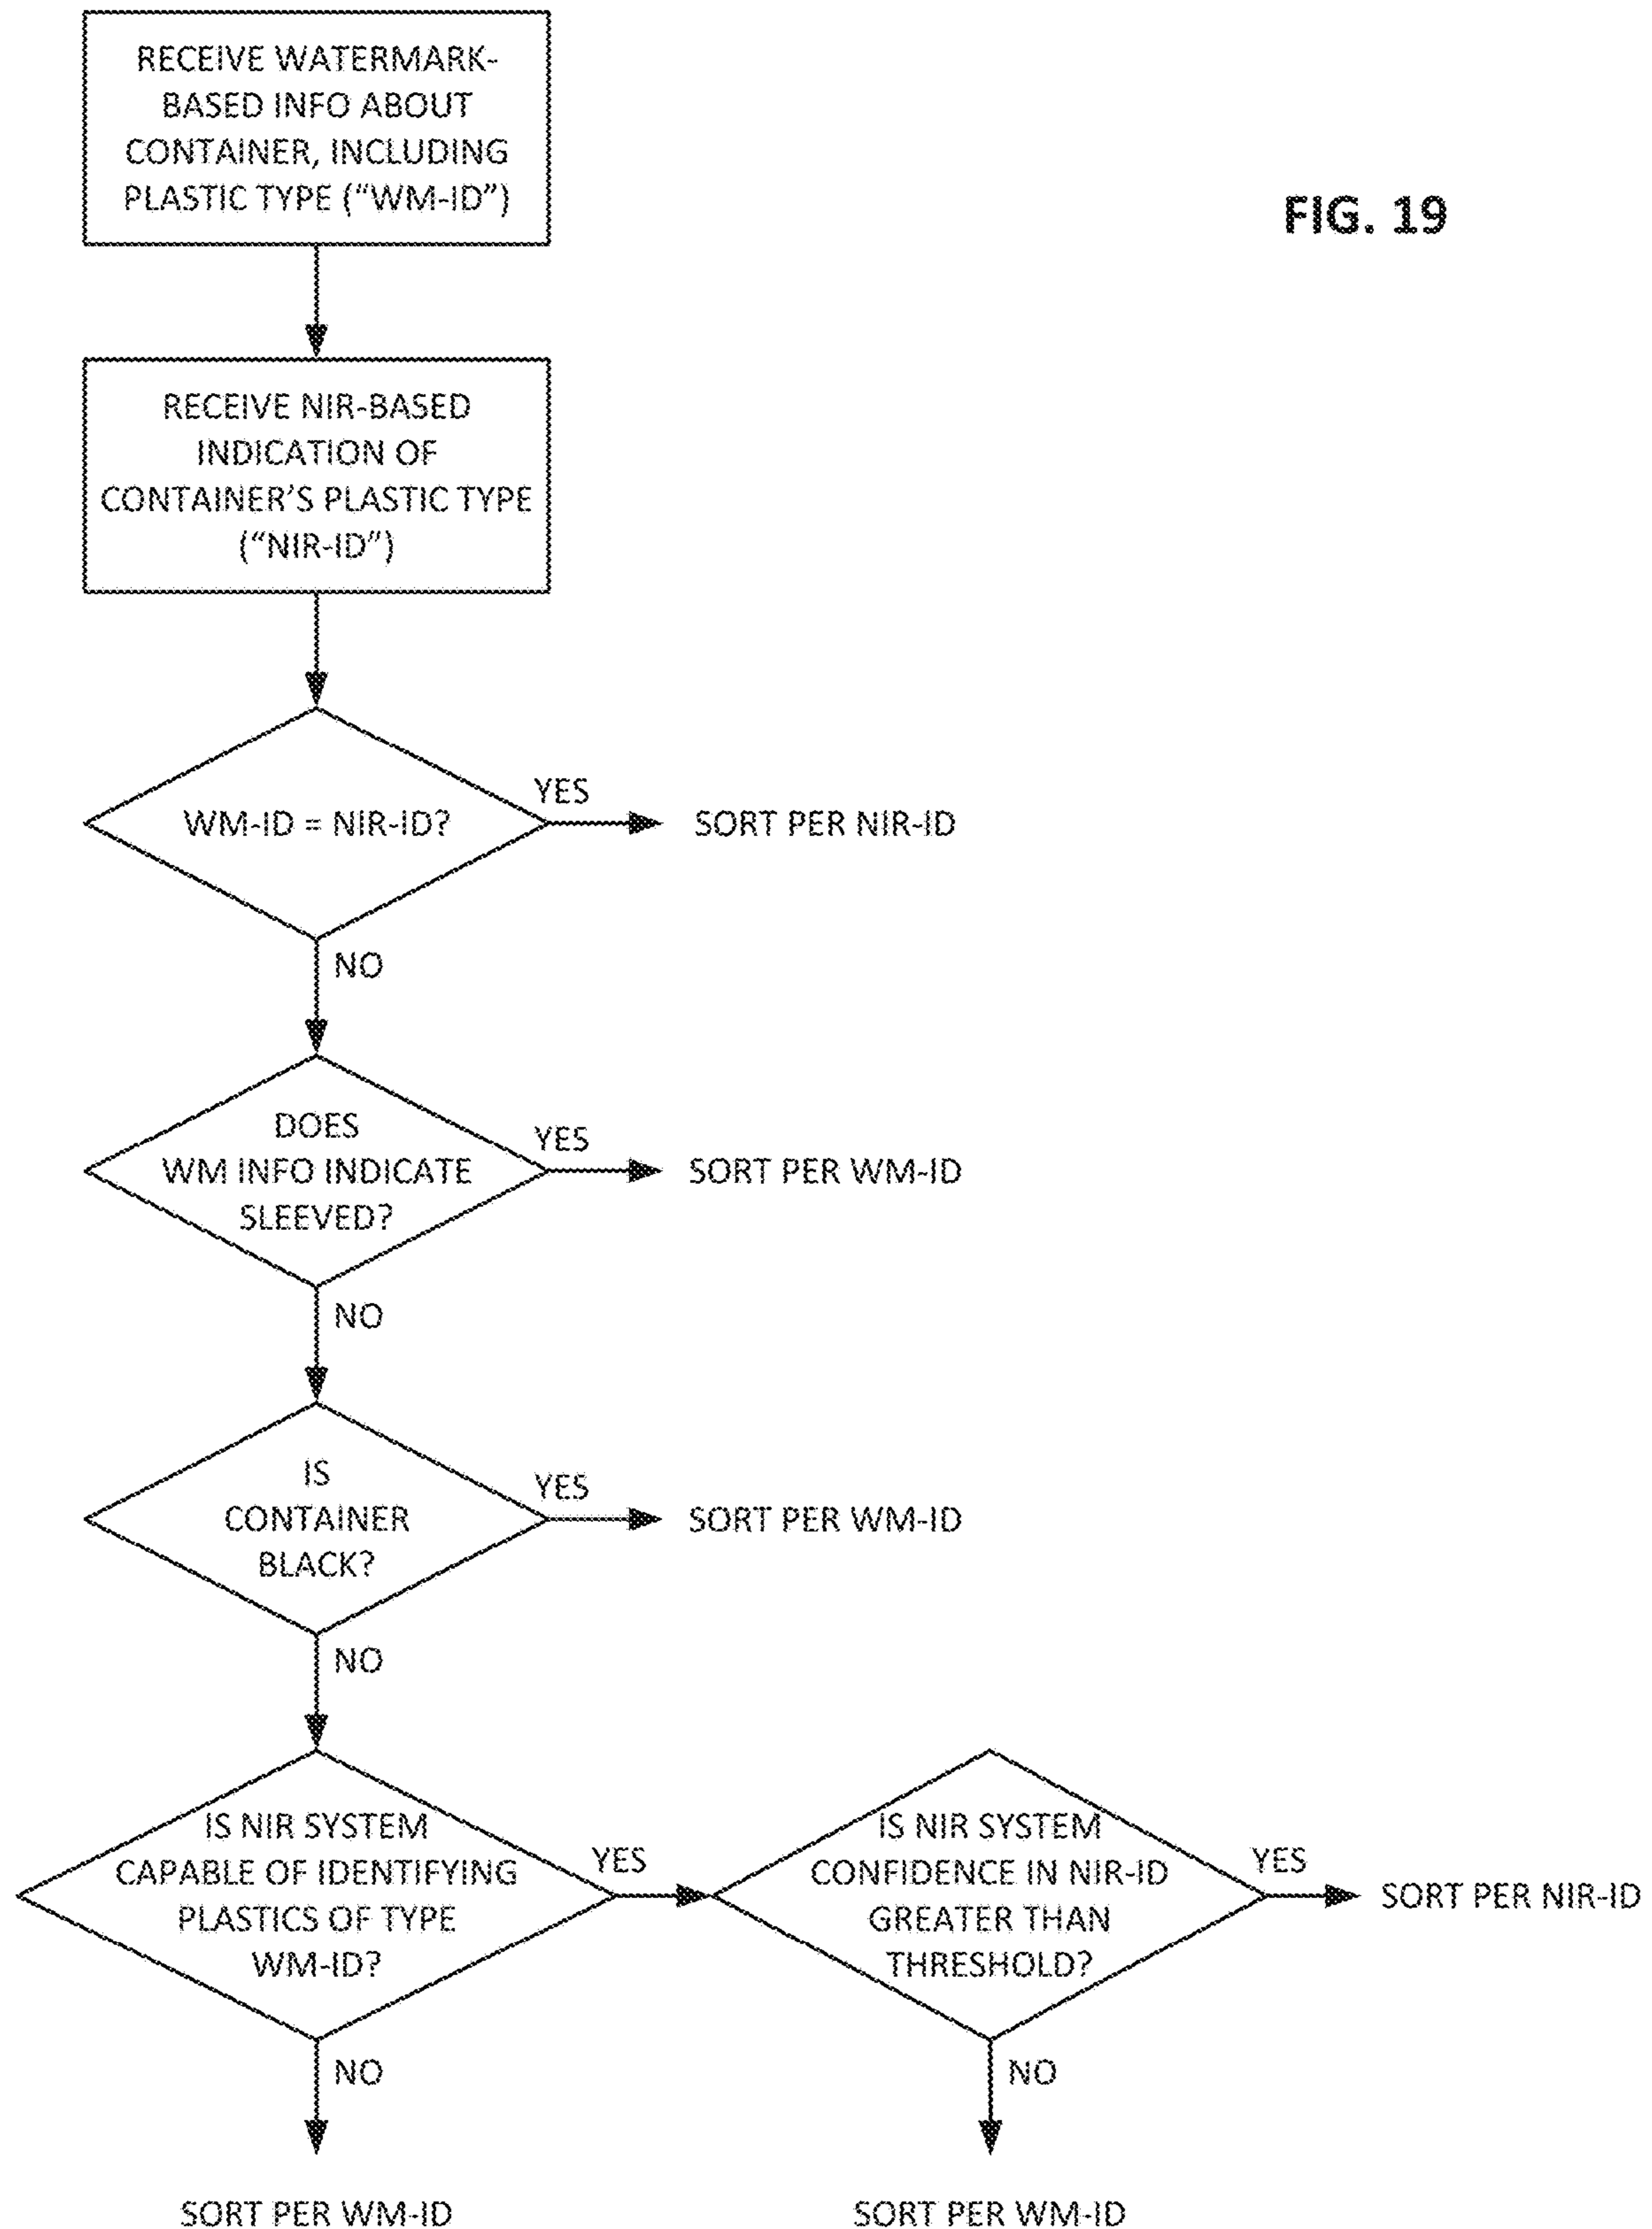 RECEIVE WATERMARK-
BASED INFO ABOUT
CONTAINER, INCLUDING
PLASTIC TYPE (“WM-ID”)
FIG. 19
RECEIVE NIR-BASED
INDICATION OF
CONTAINER’S PLASTIC TYPE
(“NIR-ID”)
WM-ID = NIR-ID?
YES
SORT PER NIR-ID
NO
DOES
WM INFO INDICATE
SLEEVED?
YES
SORT PER WM-ID
NO
IS
CONTAINER
BLACK?
YES
SORT PER WM-ID
NO
IS NIR SYSTEM
CAPABLE OF IDENTIFYING
PLASTICS OF TYPE
WM-ID?
YES
IS NIR SYSTEM
CONFIDENCE IN NIR-ID
GREATER THAN
THRESHOLD?
YES
SORT PER NIR-ID
NO
SORT PER WM-ID
NO
SORT PER WM-ID